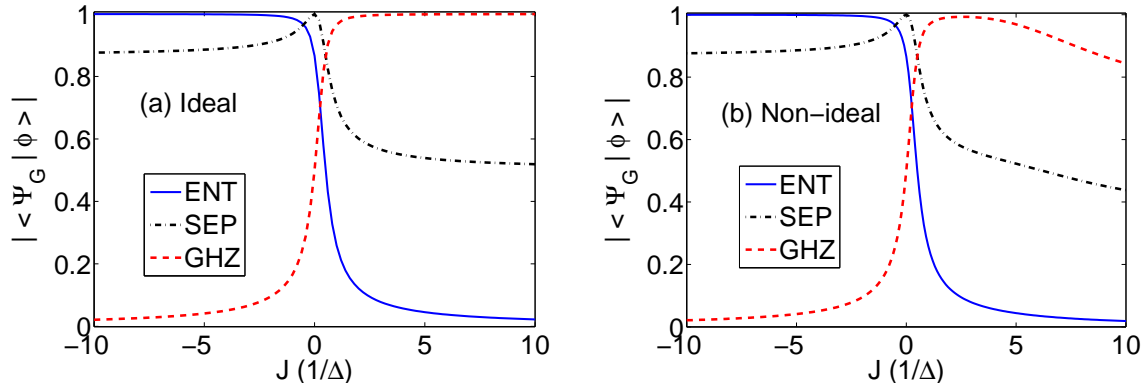 | < Ψ_G | ϕ > |
1
0.8
0.6
0.4
0.2
0
(a) Ideal
ENT
SEP
GHZ
−10
−5
0
5
10
J (1/Δ)
| < Ψ_G | ϕ > |
1
0.8
0.6
0.4
0.2
0
(b) Non−ideal
ENT
SEP
GHZ
−10
−5
0
5
10
J (1/Δ)